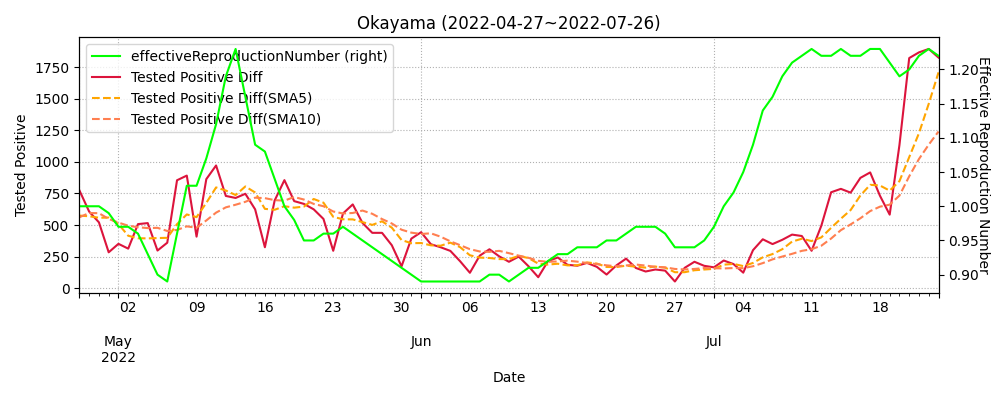 Okayama (2022-04-27~2022-07-26)
effectiveReproductionNumber (right)
Tested Positive Diff
Tested Positive Diff(SMA5)
Tested Positive Diff(SMA10)
Tested Positive
1750
1500
1250
1000
750
500
250
0
Effective Reproduction Number
1.20
1.15
1.10
1.05
1.00
0.95
0.90
02 09 16 23 30 06 13 20 27 04 11 18
May Jun Jul
2022
Date